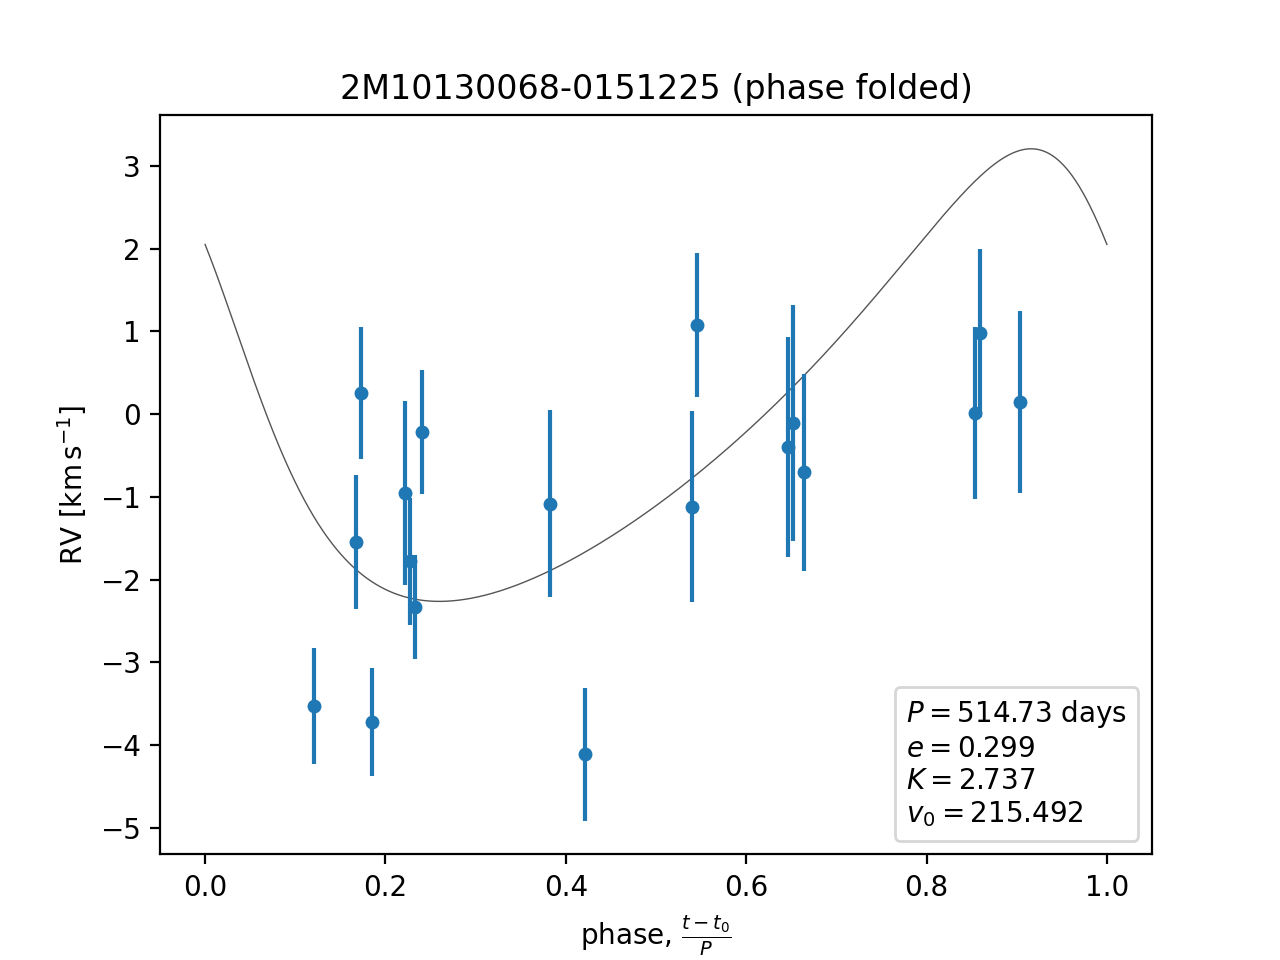 2M10130068-0151225 (phase folded)
3
2
1
0
−1
−2
−3
−4
−5
RV [km s⁻¹]
P = 514.73 days
e = 0.299
K = 2.737
v₀ = 215.492
0.0 0.2 0.4 0.6 0.8 1.0
phase, (t − t₀)/P